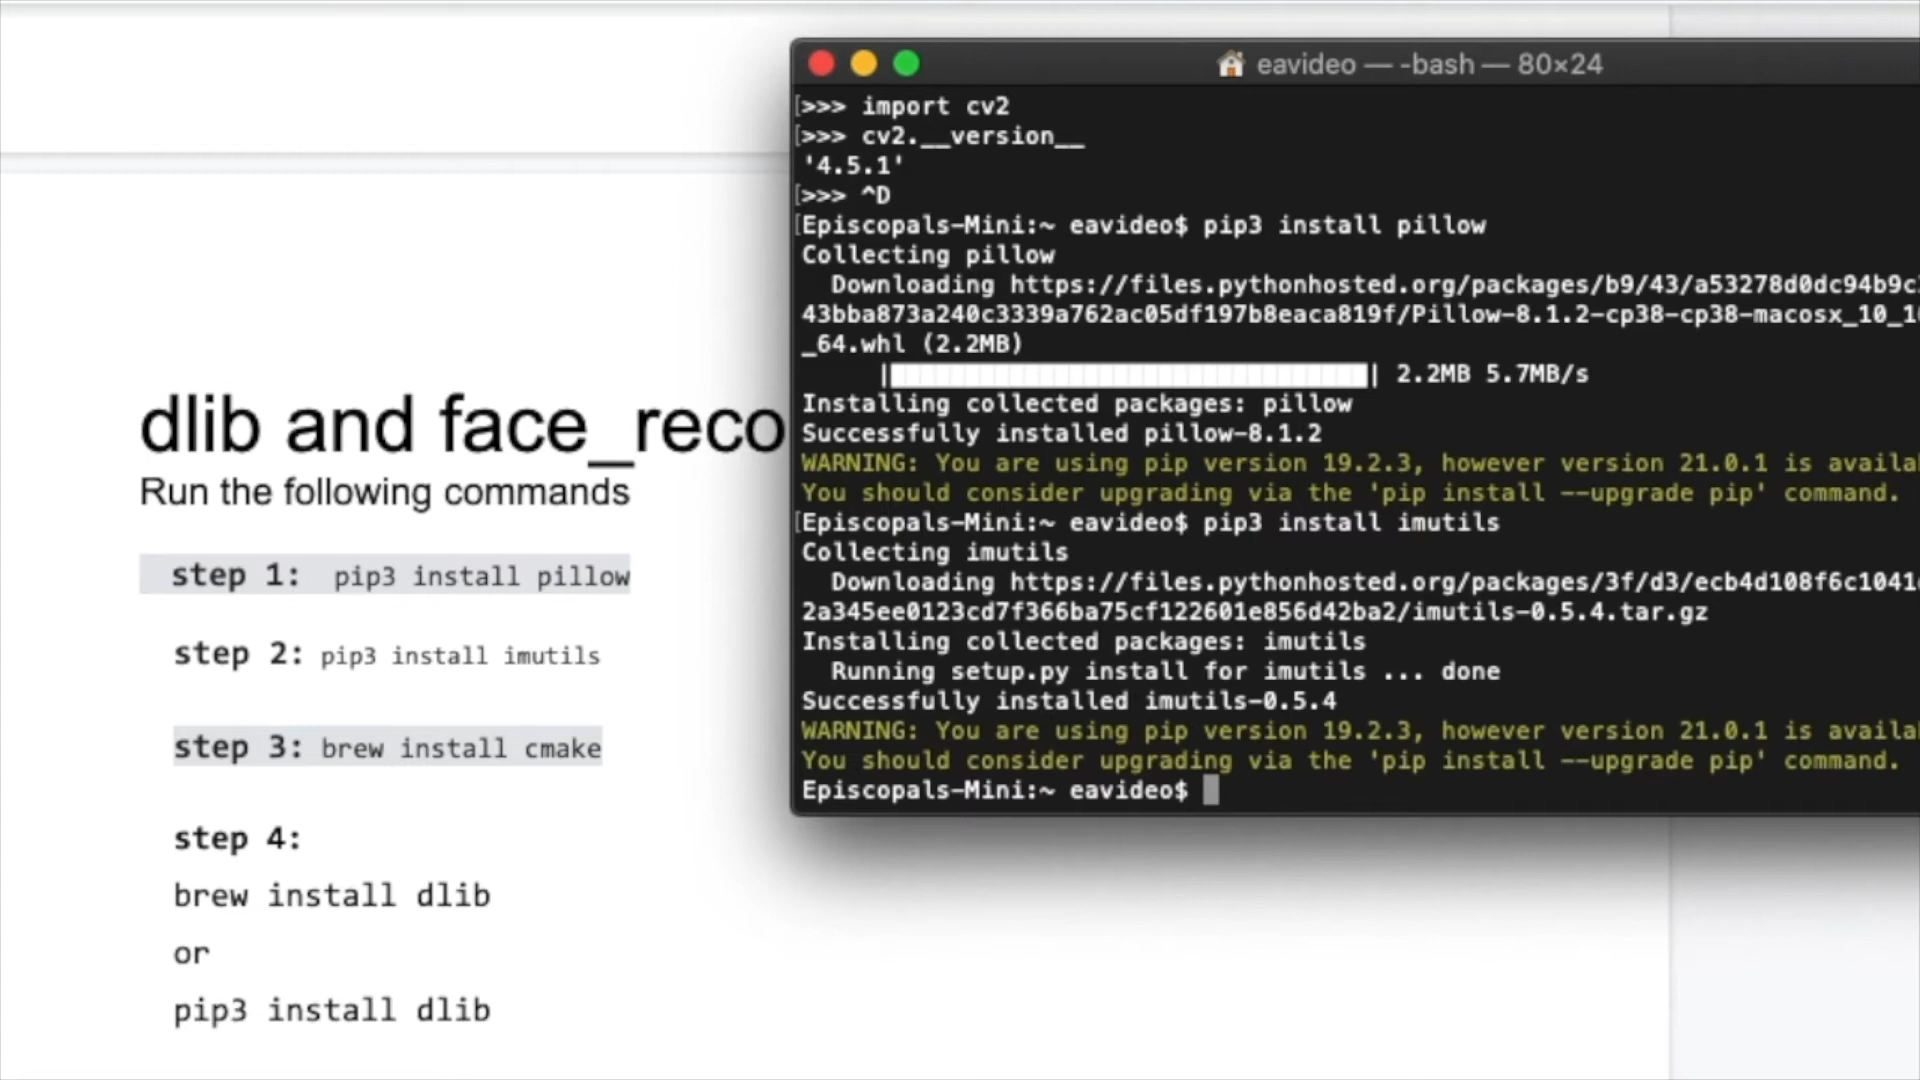 dlib and face_reco
Run the following commands
step 1: pip3 install pillow
step 2: pip3 install imutils
step 3: brew install cmake
step 4:
brew install dlib
or
pip3 install dlib
eavideo — -bash — 80×24
[>>> import cv2
[>>> cv2.__version__
'4.5.1'
[>>> ^D
[Episcopals-Mini:~ eavideo$ pip3 install pillow
Collecting pillow
Downloading https://files.pythonhosted.org/packages/b9/43/a53278d0dc94b9c
43bba873a240c3339a762ac05df197b8eaca819f/Pillow-8.1.2-cp38-cp38-macosx_10_1
_64.whl (2.2MB)
| 2.2MB 5.7MB/s
Installing collected packages: pillow
Successfully installed pillow-8.1.2
WARNING: You are using pip version 19.2.3, however version 21.0.1 is availa
You should consider upgrading via the 'pip install --upgrade pip' command.
[Episcopals-Mini:~ eavideo$ pip3 install imutils
Collecting imutils
Downloading https://files.pythonhosted.org/packages/3f/d3/ecb4d108f6c1041
2a345ee0123cd7f366ba75cf122601e856d42ba2/imutils-0.5.4.tar.gz
Installing collected packages: imutils
Running setup.py install for imutils ... done
Successfully installed imutils-0.5.4
WARNING: You are using pip version 19.2.3, however version 21.0.1 is availa
You should consider upgrading via the 'pip install --upgrade pip' command.
Episcopals-Mini:~ eavideo$